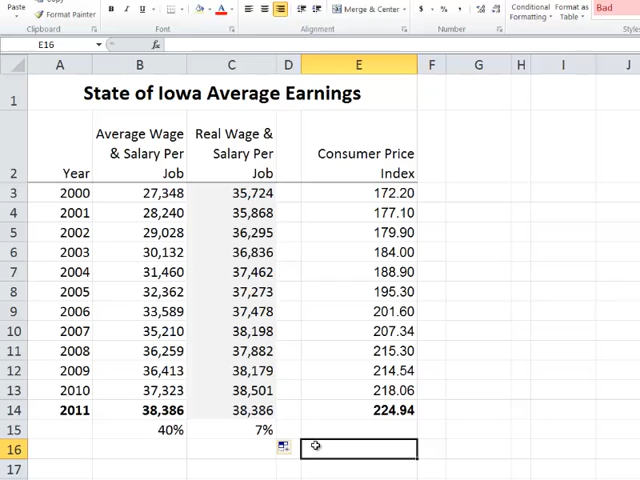 Copy
Paste
Format Painter
B I U
A
Merge & Center
$ % ,
Conditional
Formatting
Format as
Table
Bad
Clipboard
Font
Alignment
Number
Styles
E16
fx
A B C D E F G H I J
1 State of Iowa Average Earnings
Average Wage Real Wage &
& Salary Per Salary Per Consumer Price
2 Year Job Job Index
3 2000 27,348 35,724 172.20
4 2001 28,240 35,868 177.10
5 2002 29,028 36,295 179.90
6 2003 30,132 36,836 184.00
7 2004 31,460 37,462 188.90
8 2005 32,362 37,273 195.30
9 2006 33,589 37,478 201.60
10 2007 35,210 38,198 207.34
11 2008 36,259 37,882 215.30
12 2009 36,413 38,179 214.54
13 2010 37,323 38,501 218.06
14 2011 38,386 38,386 224.94
15 40% 7%
16
17